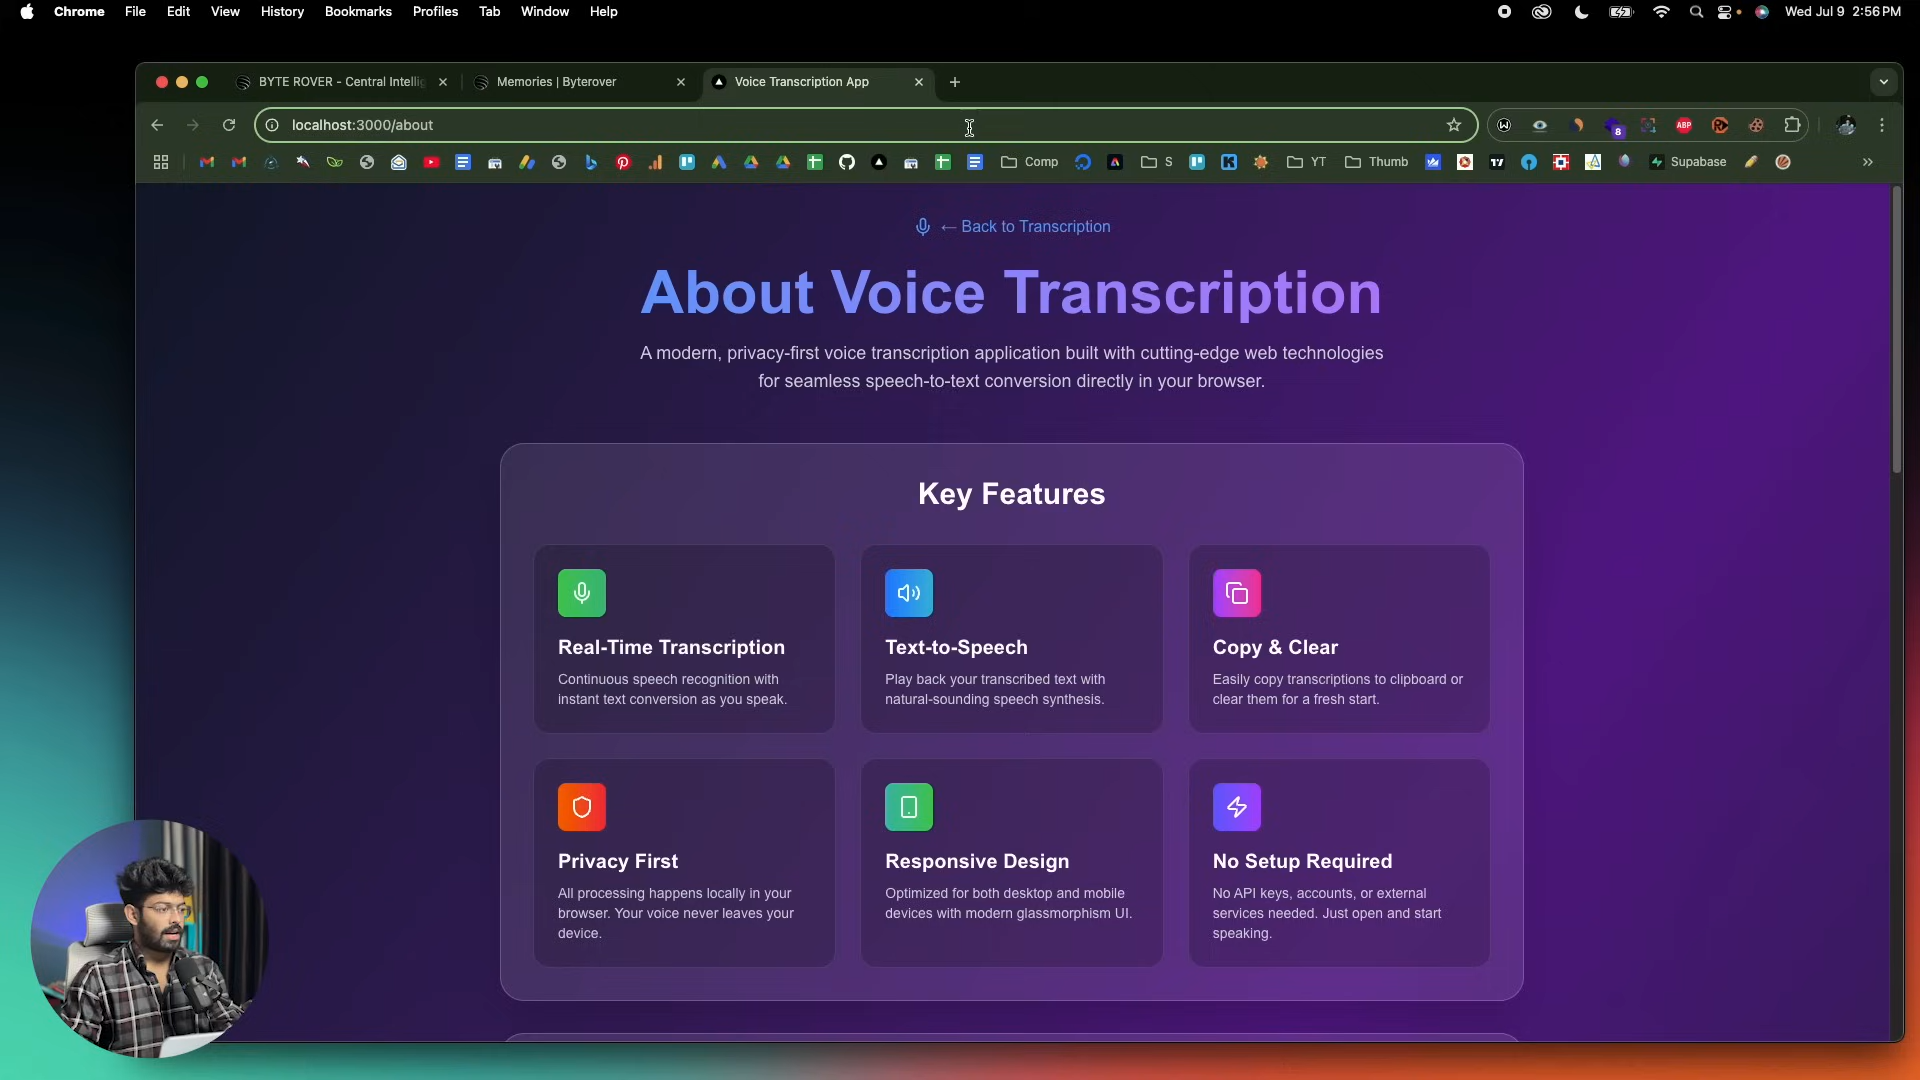 Chrome File Edit View History Bookmarks Profiles Tab Window Help Wed Jul 9 2:56 PM
BYTE ROVER - Central Intellig Memories | Byterover Voice Transcription App
localhost:3000/about
8 ABP
Comp S YT Thumb Supabase
← Back to Transcription
About Voice Transcription
A modern, privacy-first voice transcription application built with cutting-edge web technologies
for seamless speech-to-text conversion directly in your browser.
Key Features
Real-Time Transcription
Continuous speech recognition with
instant text conversion as you speak.
Text-to-Speech
Play back your transcribed text with
natural-sounding speech synthesis.
Copy & Clear
Easily copy transcriptions to clipboard or
clear them for a fresh start.
Privacy First
All processing happens locally in your
browser. Your voice never leaves your
device.
Responsive Design
Optimized for both desktop and mobile
devices with modern glassmorphism UI.
No Setup Required
No API keys, accounts, or external
services needed. Just open and start
speaking.